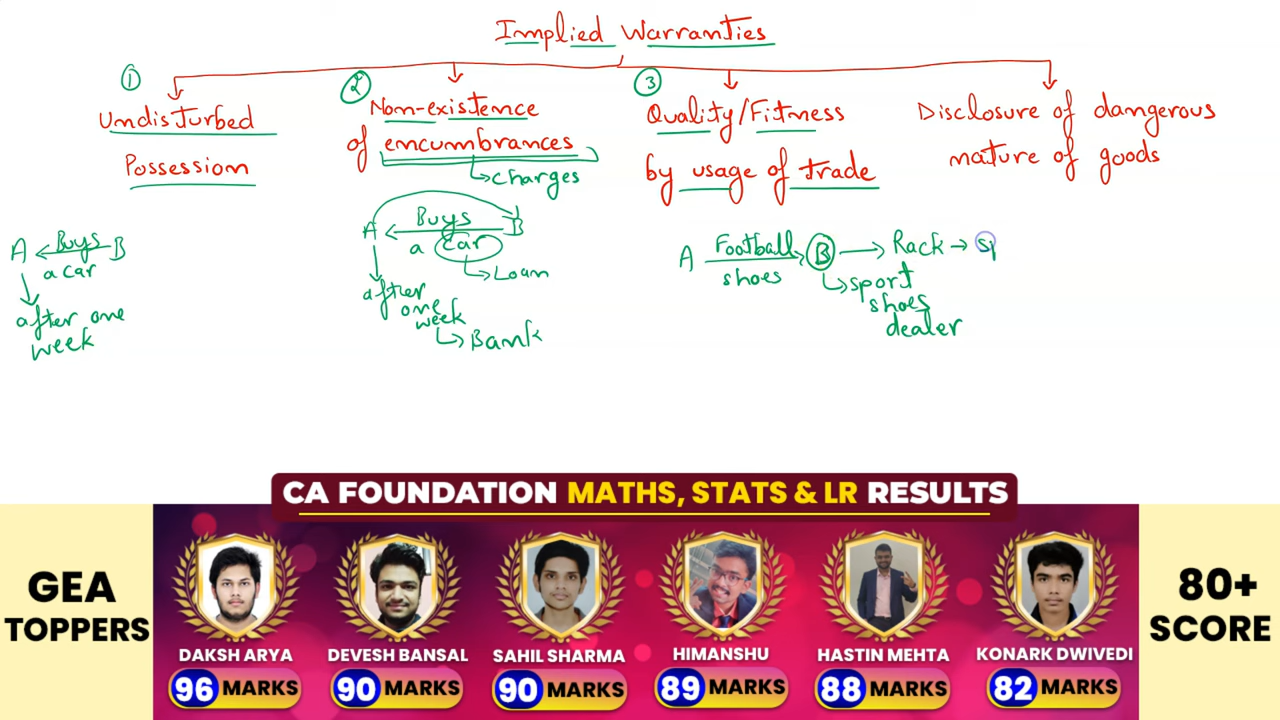 Implied Warranties
①
Undisturbed
Possession
②
Non-existence
of encumbrances
charges
③
Quality/Fitness
by usage of trade
Disclosure of dangerous
nature of goods
A Buys B
a car
after one
week
A Buys B
a car
Loan
after
one
week
Bank
A Football B → Rack → Sp
shoes
sport
shoes
dealer
CA FOUNDATION MATHS, STATS & LR RESULTS
GEA
TOPPERS
DAKSH ARYA
96 MARKS
DEVESH BANSAL
90 MARKS
SAHIL SHARMA
90 MARKS
HIMANSHU
89 MARKS
HASTIN MEHTA
88 MARKS
KONARK DWIVEDI
82 MARKS
80+
SCORE